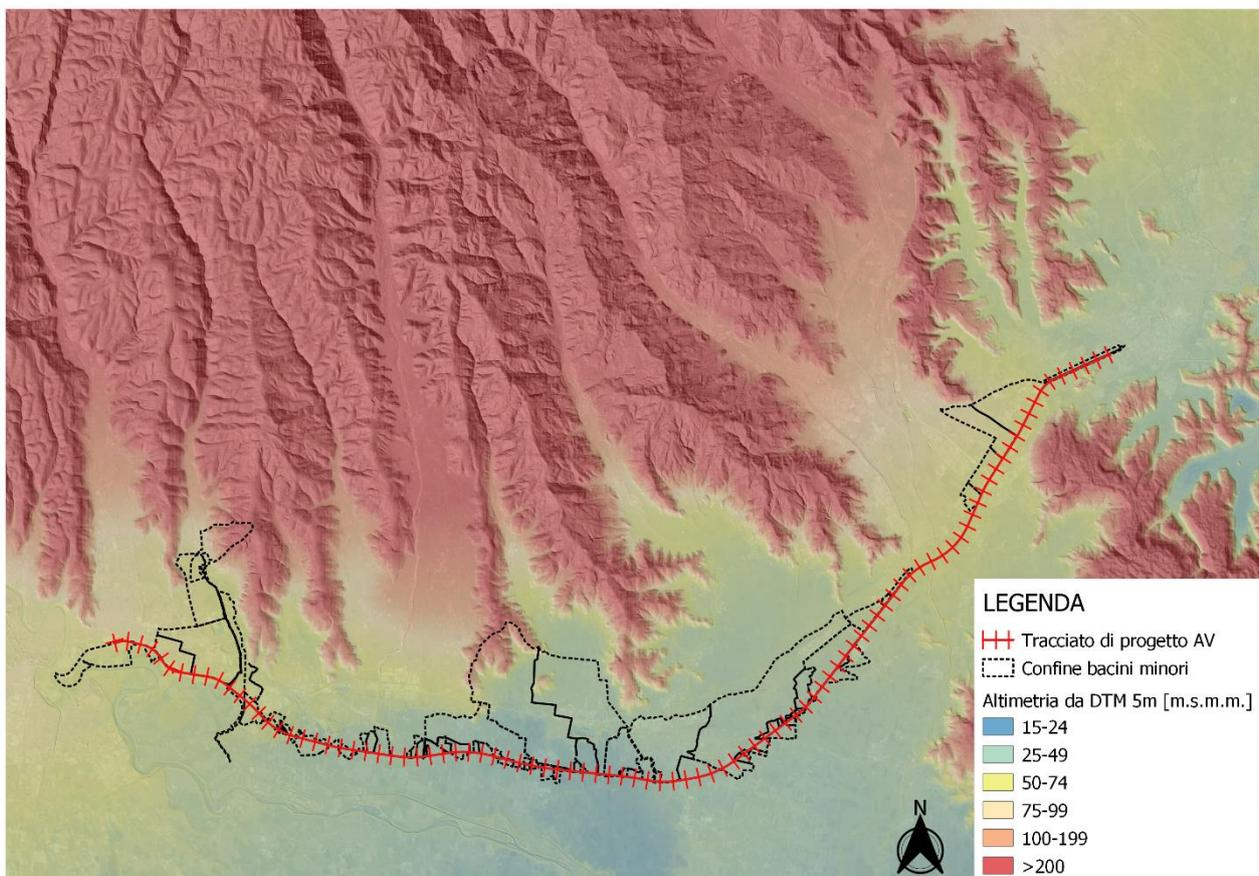 LEGENDA
Tracciato di progetto AV
Confine bacini minori
Altimetria da DTM 5m [m.s.m.m.]
15-24
25-49
50-74
75-99
100-199
>200
N